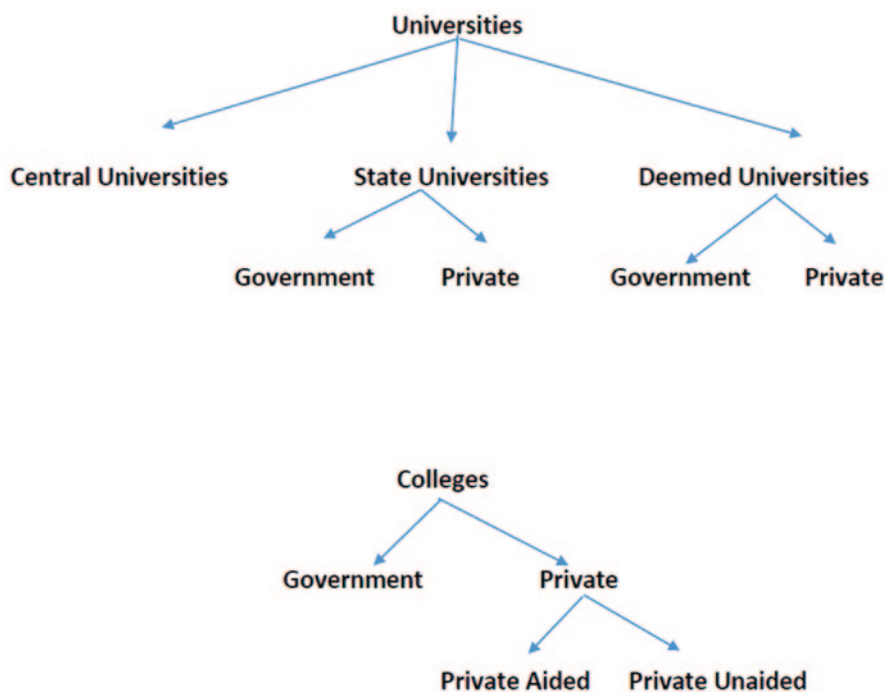 Universities
Central Universities State Universities Deemed Universities
Government Private Government Private
Colleges
Government Private
Private Aided Private Unaided